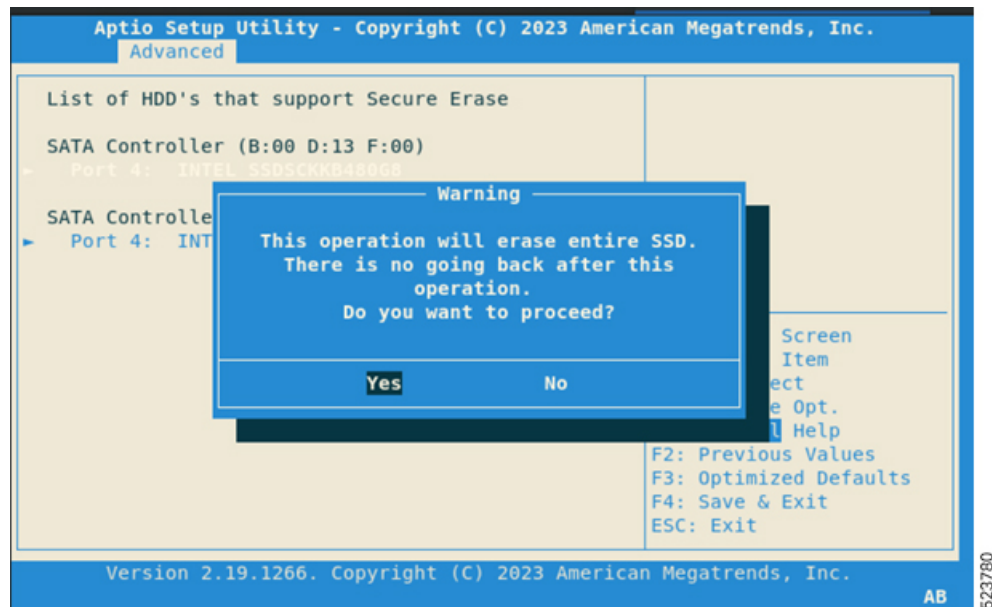 Aptio Setup Utility - Copyright (C) 2023 American Megatrends, Inc.
Advanced
List of HDD's that support Secure Erase
SATA Controller (B:00 D:13 F:00)
► Port 4: INTEL SSDSCKKB480G8
SATA Controlle
► Port 4: INT
Warning
This operation will erase entire SSD.
There is no going back after this
operation.
Do you want to proceed?
Yes No
Screen
Item
ect
e Opt.
l Help
F2: Previous Values
F3: Optimized Defaults
F4: Save & Exit
ESC: Exit
Version 2.19.1266. Copyright (C) 2023 American Megatrends, Inc.
AB
523780